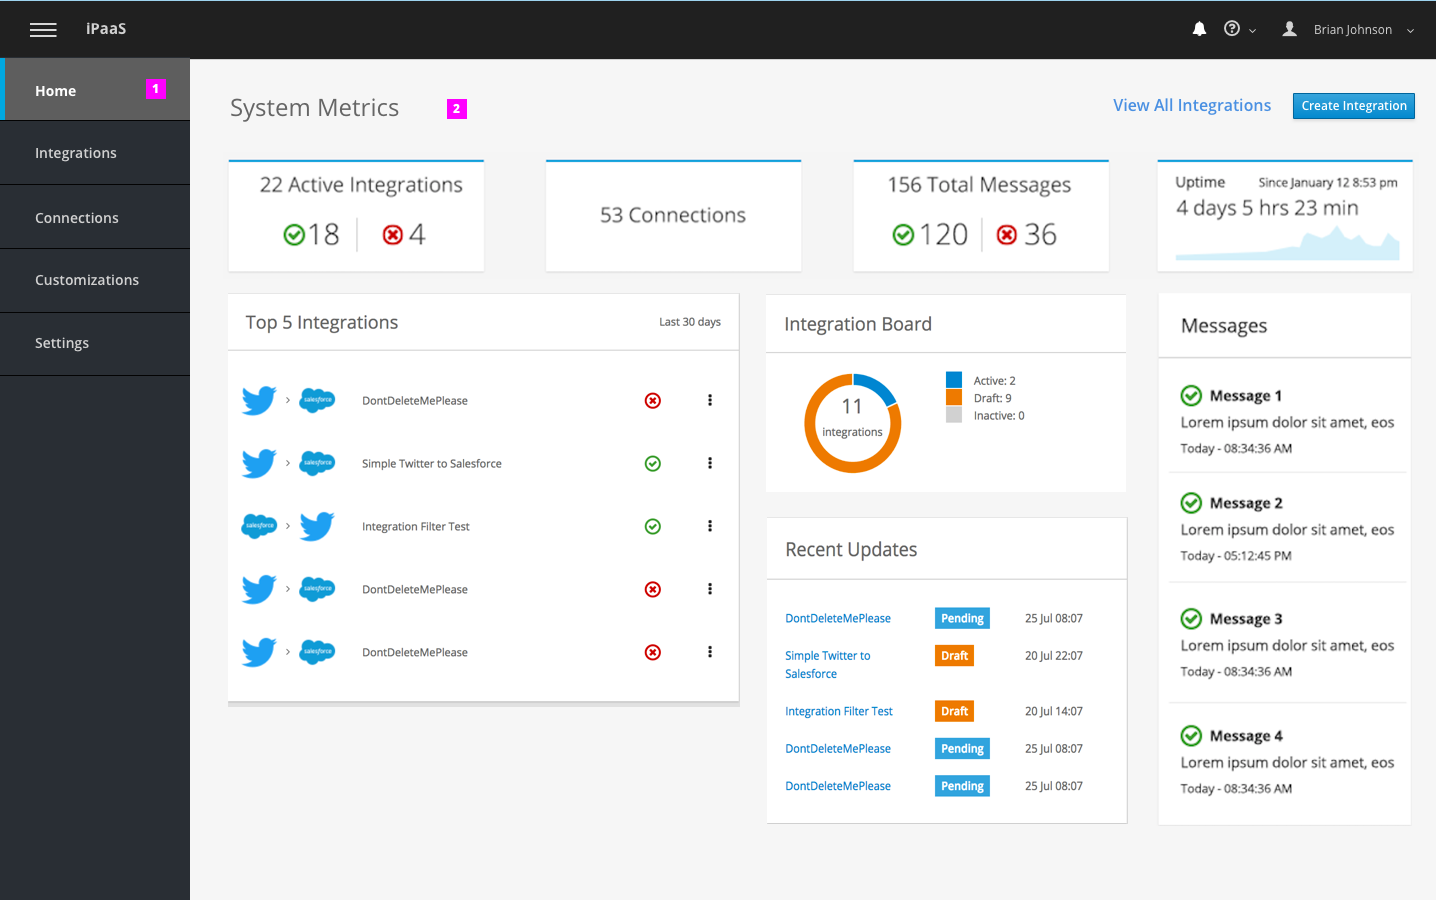 iPaaS
Brian Johnson
Home 1
Integrations
Connections
Customizations
Settings
System Metrics 2
View All Integrations
Create Integration
22 Active Integrations
18 4
53 Connections
156 Total Messages
120 36
Uptime Since January 12 8:53 pm
4 days 5 hrs 23 min
Top 5 Integrations Last 30 days
salesforce DontDeleteMePlease
salesforce Simple Twitter to Salesforce
salesforce Integration Filter Test
salesforce DontDeleteMePlease
salesforce DontDeleteMePlease
Integration Board
11
integrations
Active: 2
Draft: 9
Inactive: 0
Recent Updates
DontDeleteMePlease Pending 25 Jul 08:07
Simple Twitter to Draft 20 Jul 22:07
Salesforce
Integration Filter Test Draft 20 Jul 14:07
DontDeleteMePlease Pending 25 Jul 08:07
DontDeleteMePlease Pending 25 Jul 08:07
Messages
Message 1
Lorem ipsum dolor sit amet, eos
Today - 08:34:36 AM
Message 2
Lorem ipsum dolor sit amet, eos
Today - 05:12:45 PM
Message 3
Lorem ipsum dolor sit amet, eos
Today - 08:34:36 AM
Message 4
Lorem ipsum dolor sit amet, eos
Today - 08:34:36 AM